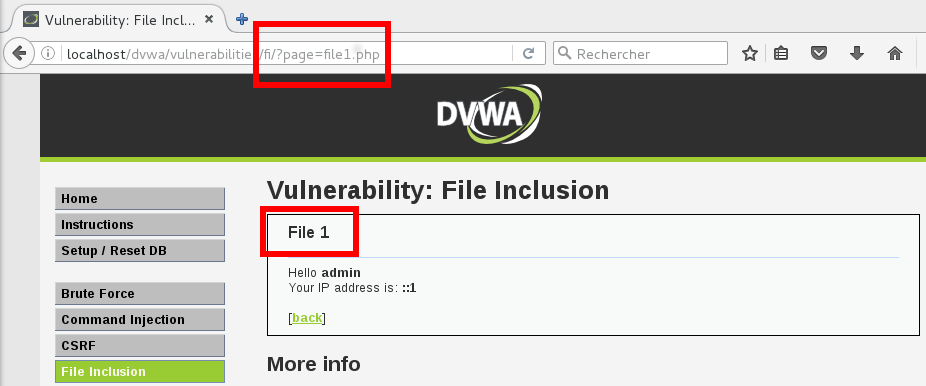 Vulnerability: File Incl...
localhost/dvwa/vulnerabilities/fi/?page=file1.php
Rechercher
DVWA
Home
Instructions
Setup / Reset DB
Brute Force
Command Injection
CSRF
File Inclusion
Vulnerability: File Inclusion
File 1
Hello admin
Your IP address is: ::1
[back]
More info